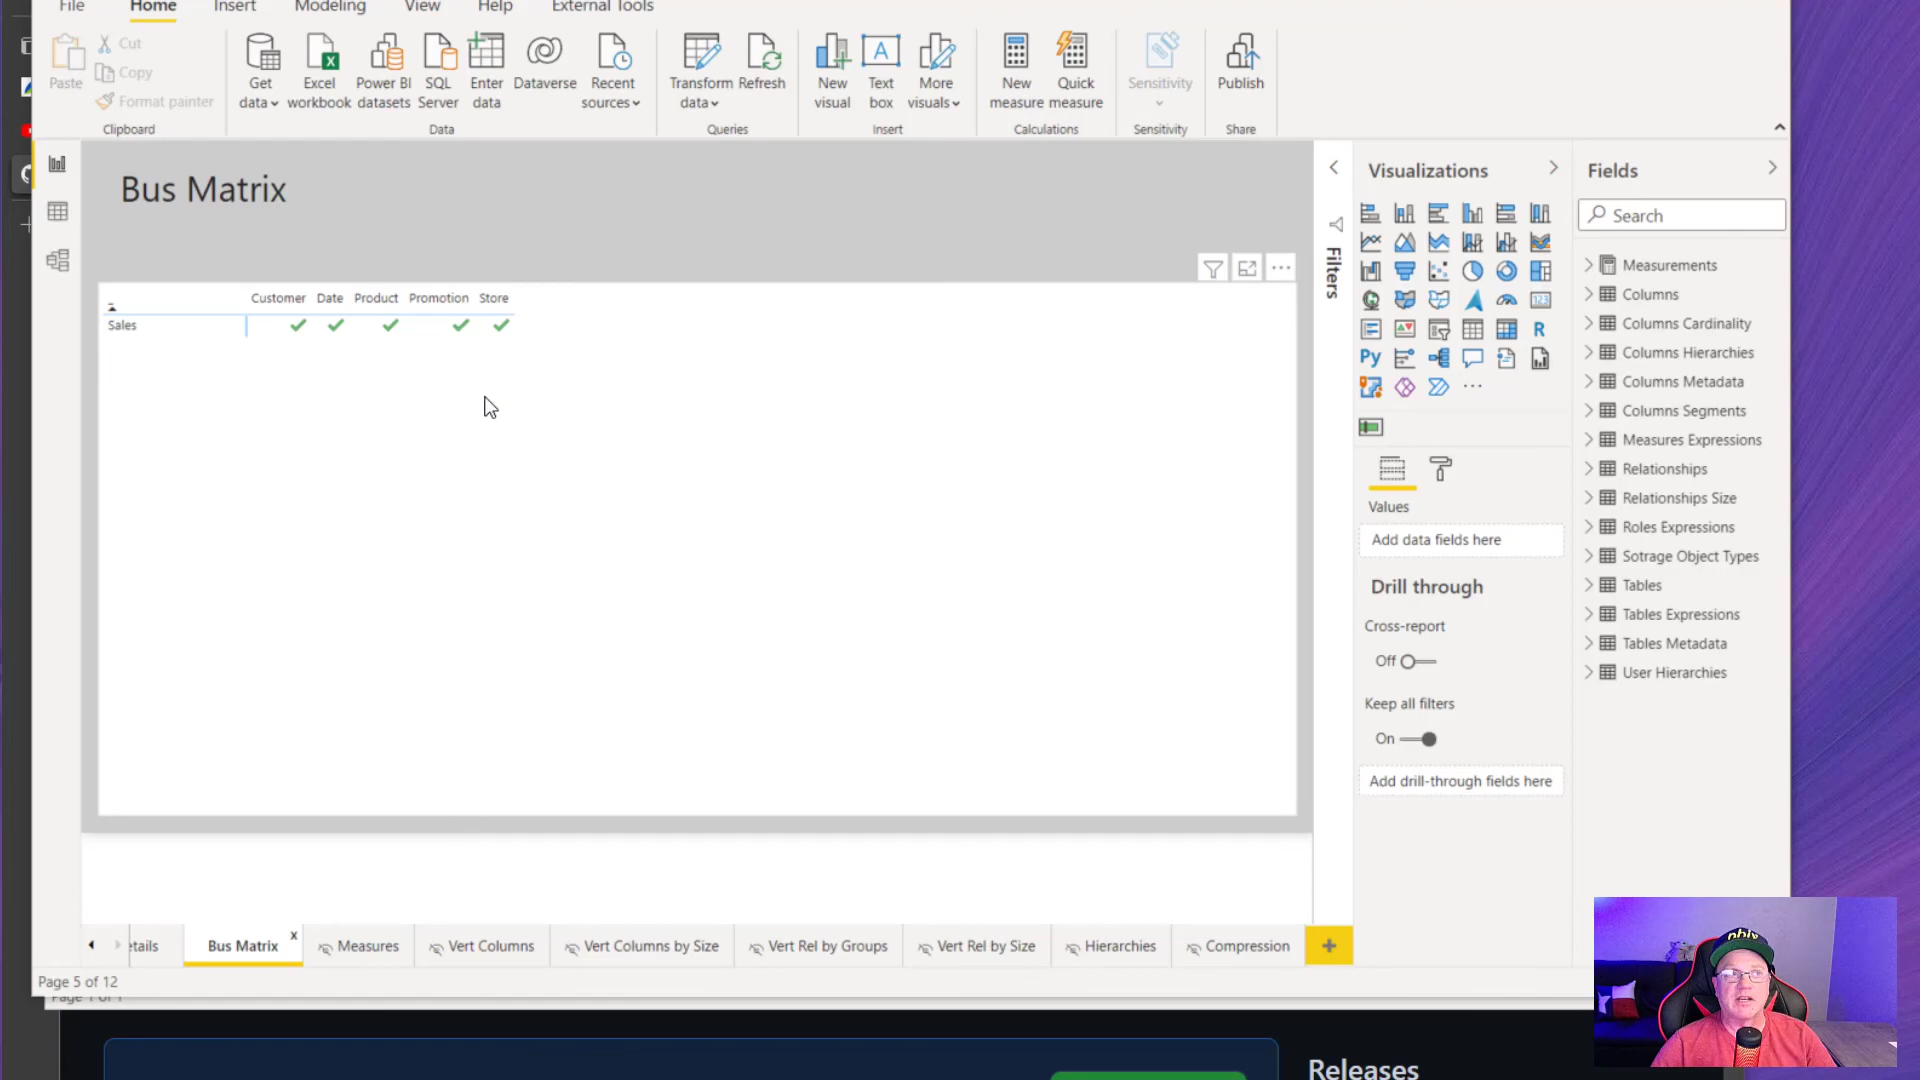 File Home Insert Modeling View Help External Tools
Paste
Cut
Copy
Format painter
Clipboard
Get data
Excel workbook
Power BI datasets
SQL Server
Enter data
Dataverse
Recent sources
Data
Transform data
Refresh
Queries
New visual
Text box
More visuals
Insert
New measure
Quick measure
Calculations
Sensitivity
Sensitivity
Publish
Share
Bus Matrix
Customer Date Product Promotion Store
Sales
Filters
Visualizations
R
Py
123
Values
Add data fields here
Drill through
Cross-report
Off
Keep all filters
On
Add drill-through fields here
Fields
Search
Measurements
Columns
Columns Cardinality
Columns Hierarchies
Columns Metadata
Columns Segments
Measures Expressions
Relationships
Relationships Size
Roles Expressions
Sotrage Object Types
Tables
Tables Expressions
Tables Metadata
User Hierarchies
etails
Bus Matrix x
Measures
Vert Columns
Vert Columns by Size
Vert Rel by Groups
Vert Rel by Size
Hierarchies
Compression
Page 5 of 12
Page 1 of 1
Releases